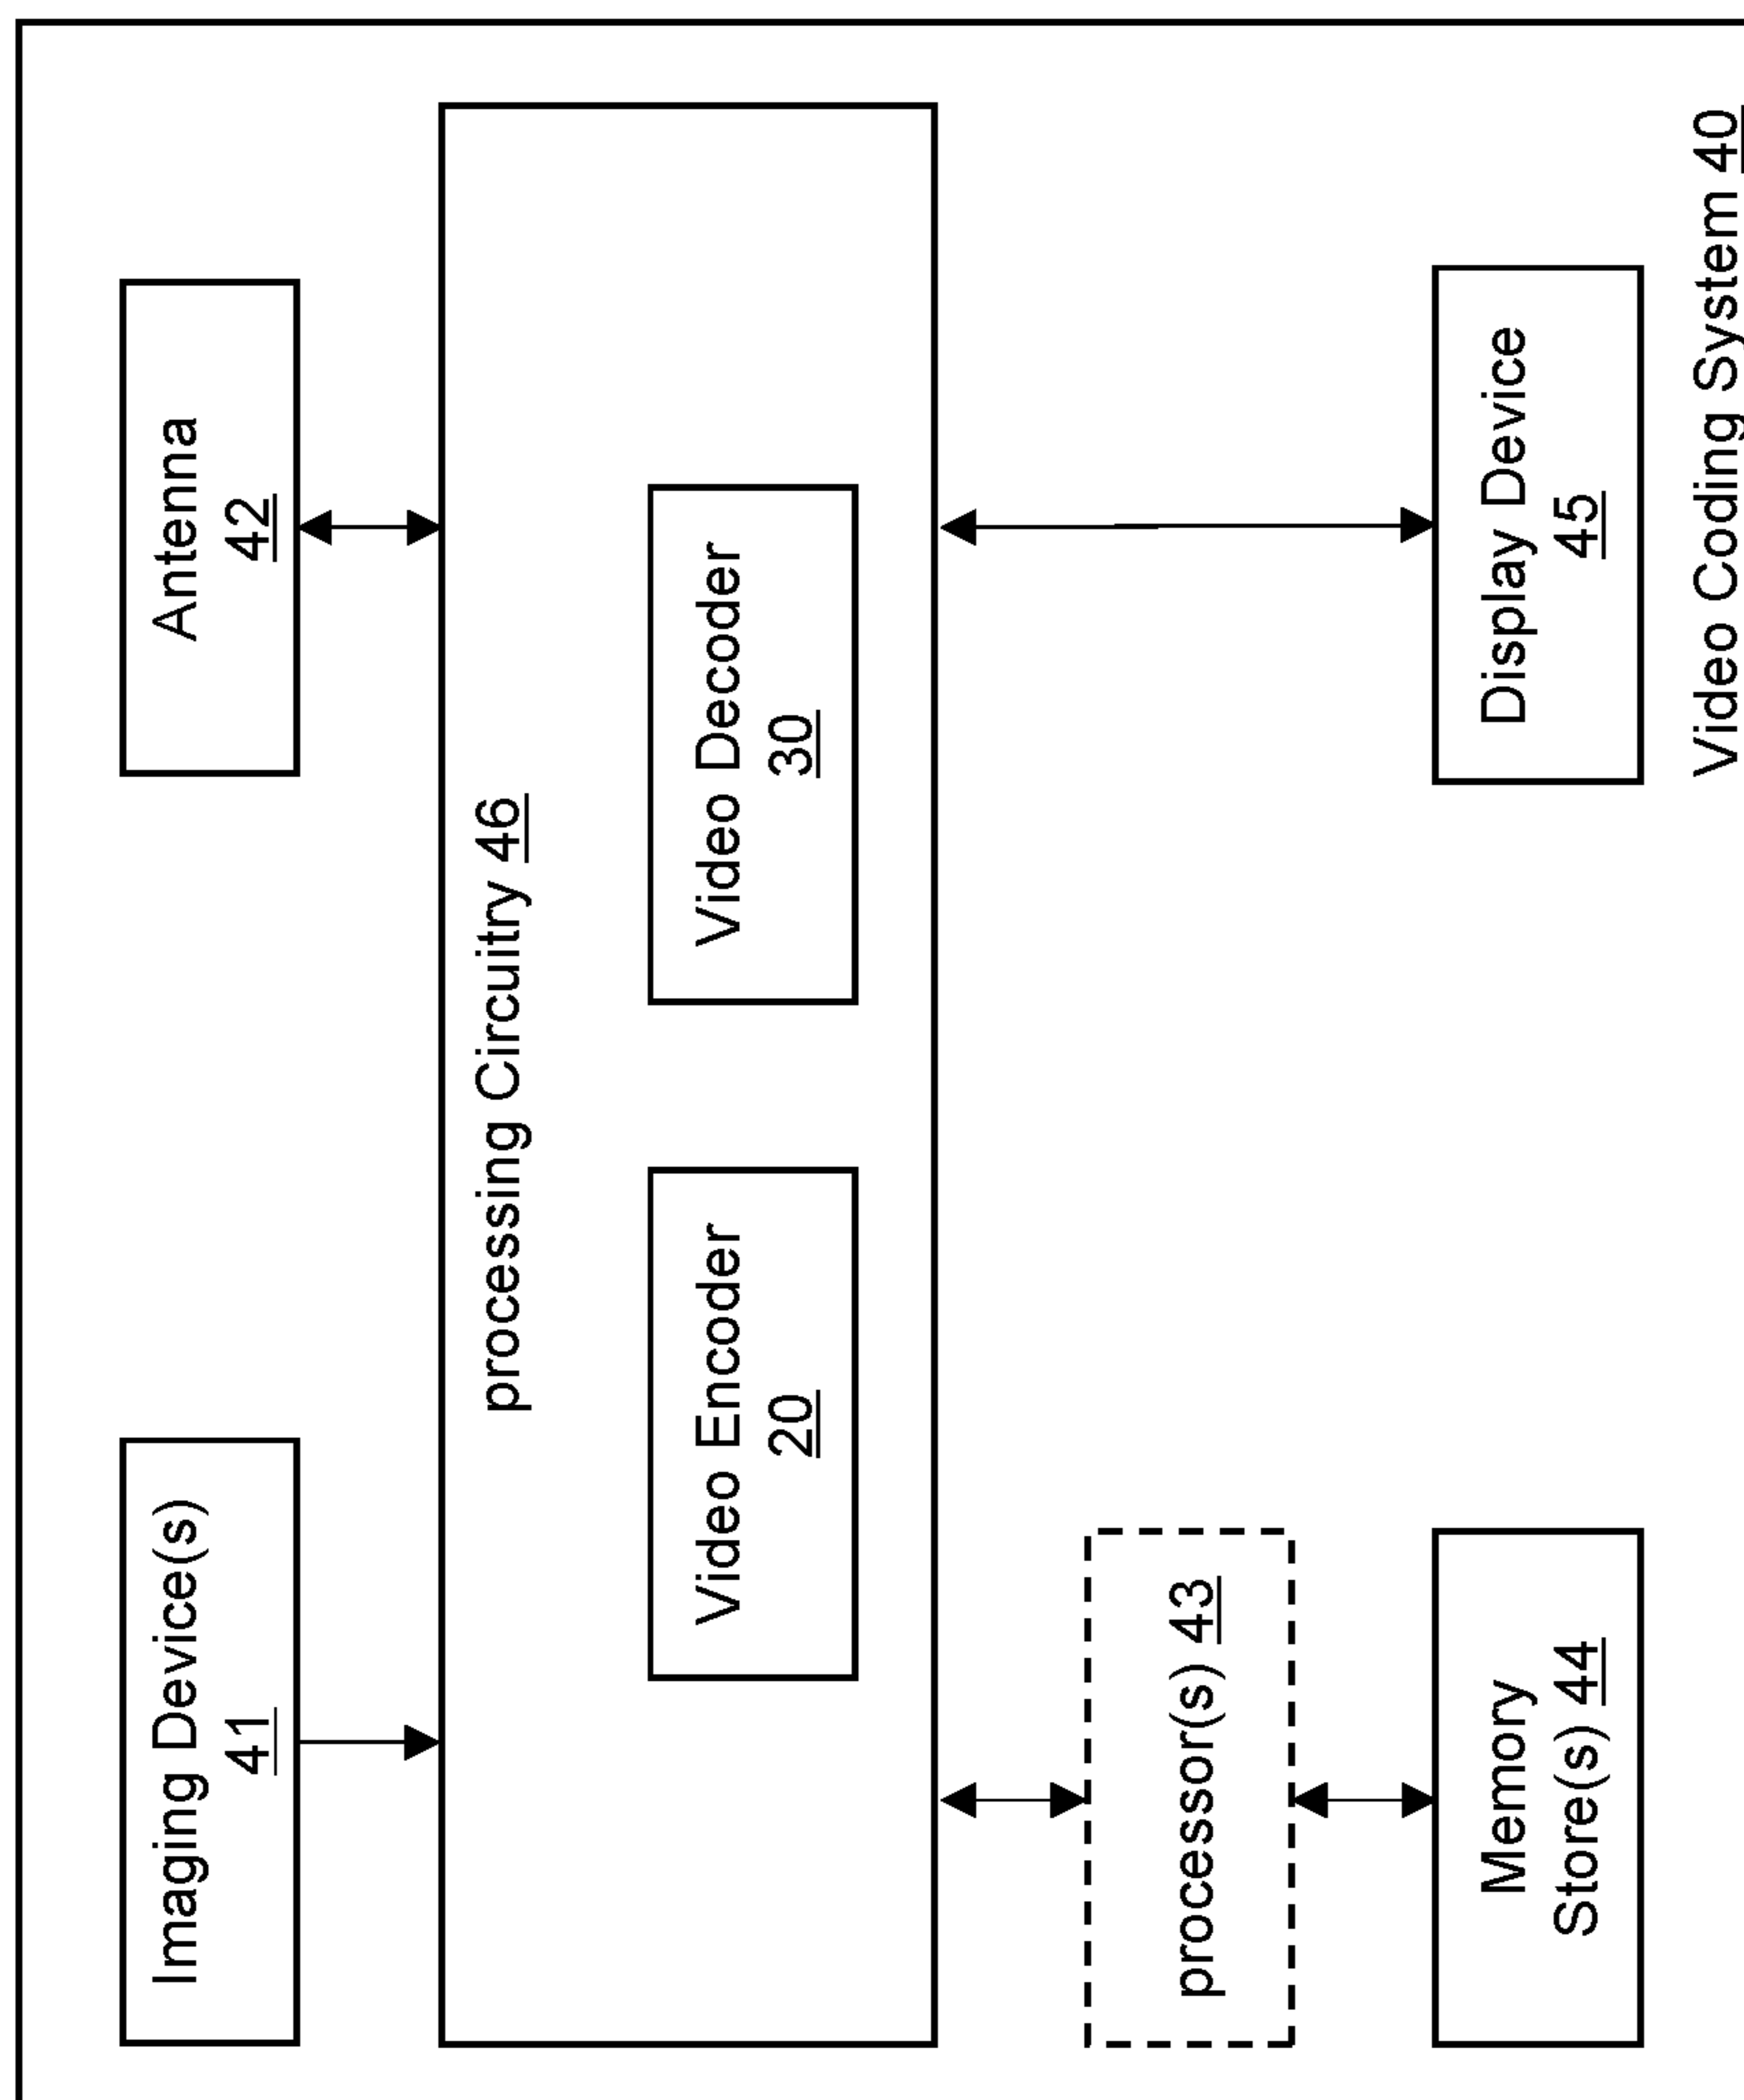 Imaging Device(s)
41
Antenna
42
processing Circuitry 46
Video Encoder
20
Video Decoder
30
processor(s) 43
Memory
Store(s) 44
Display Device
45
Video Coding System 40